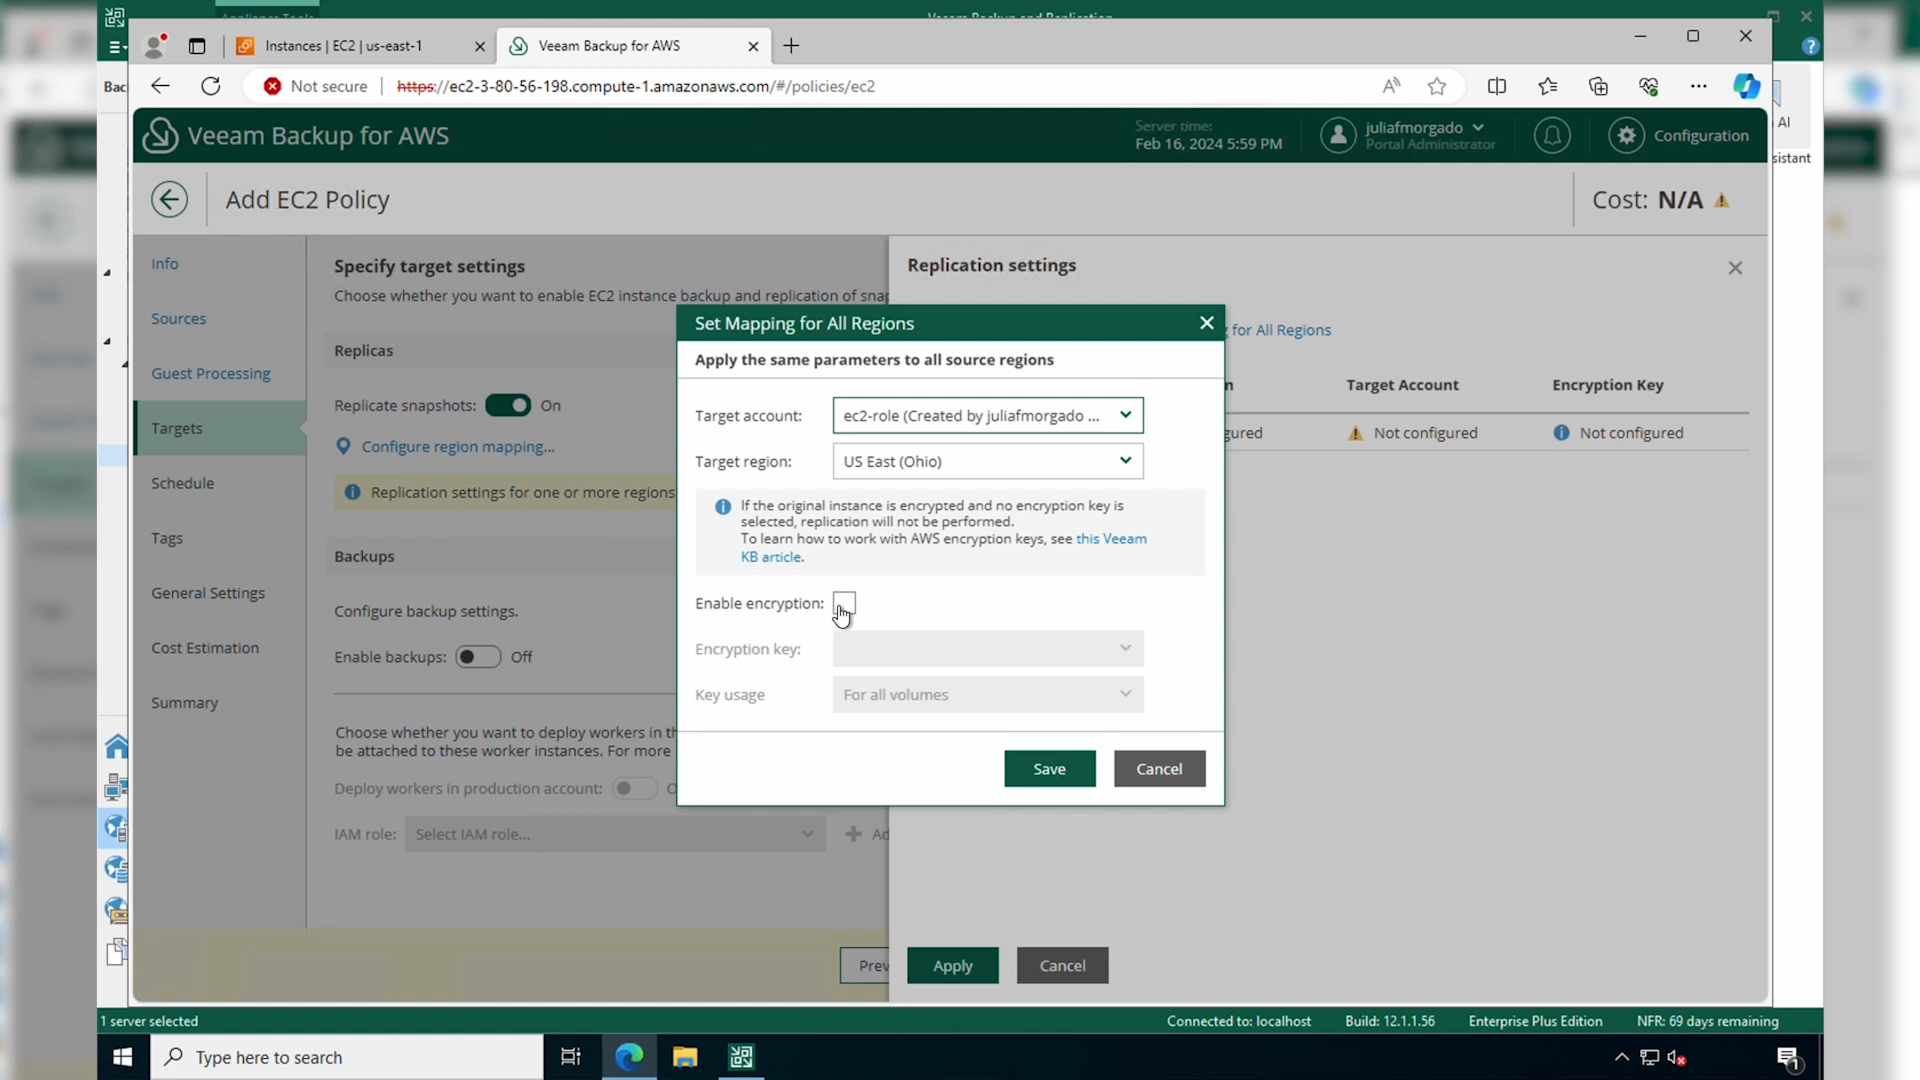 Veeam Backup and Replication
Instances | EC2 | us-east-1
Veeam Backup for AWS
Bac
Not secure
https://ec2-3-80-56-198.compute-1.amazonaws.com/#/policies/ec2
AI
sistant
Veeam Backup for AWS
Server time:
Feb 16, 2024 5:59 PM
juliafmorgado
Portal Administrator
Configuration
Add EC2 Policy
Cost: N/A
Info
Sources
Guest Processing
Targets
Schedule
Tags
General Settings
Cost Estimation
Summary
Specify target settings
Choose whether you want to enable EC2 instance backup and replication of snap
Replicas
Replicate snapshots: On
Configure region mapping...
Replication settings for one or more regions
Backups
Configure backup settings.
Enable backups: Off
Choose whether you want to deploy workers in th
be attached to these worker instances. For more
Deploy workers in production account: O
IAM role: Select IAM role... Ad
Prev
Replication settings
g for All Regions
n Target Account Encryption Key
gured Not configured Not configured
Apply Cancel
Set Mapping for All Regions
Apply the same parameters to all source regions
Target account: ec2-role (Created by juliafmorgado ...
Target region: US East (Ohio)
If the original instance is encrypted and no encryption key is
selected, replication will not be performed.
To learn how to work with AWS encryption keys, see this Veeam
KB article.
Enable encryption:
Encryption key:
Key usage For all volumes
Save Cancel
1 server selected
Connected to: localhost Build: 12.1.1.56 Enterprise Plus Edition NFR: 69 days remaining
Type here to search
1